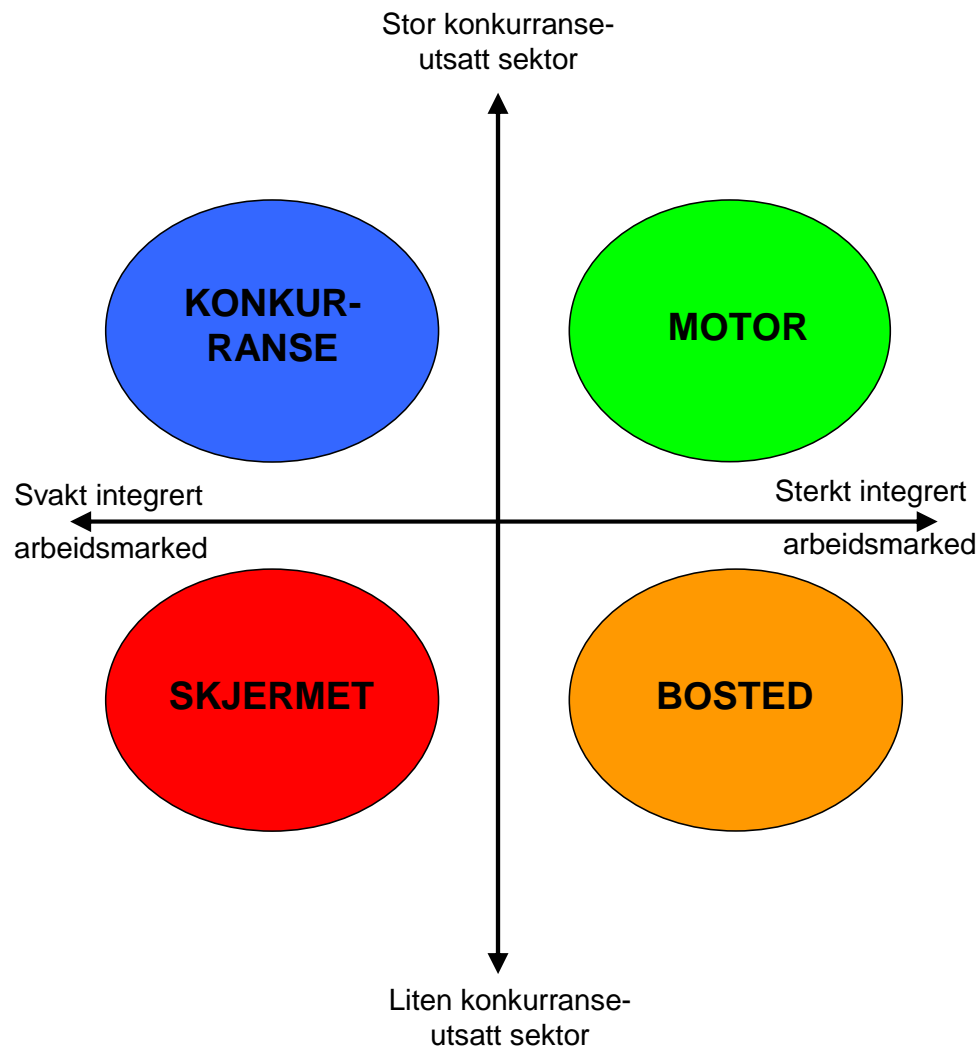 Stor konkurranse-
utsatt sektor
KONKUR-
RANSE
MOTOR
Svakt integrert
arbeidsmarked
Sterkt integrert
arbeidsmarked
SKJERMET
BOSTED
Liten konkurranse-
utsatt sektor